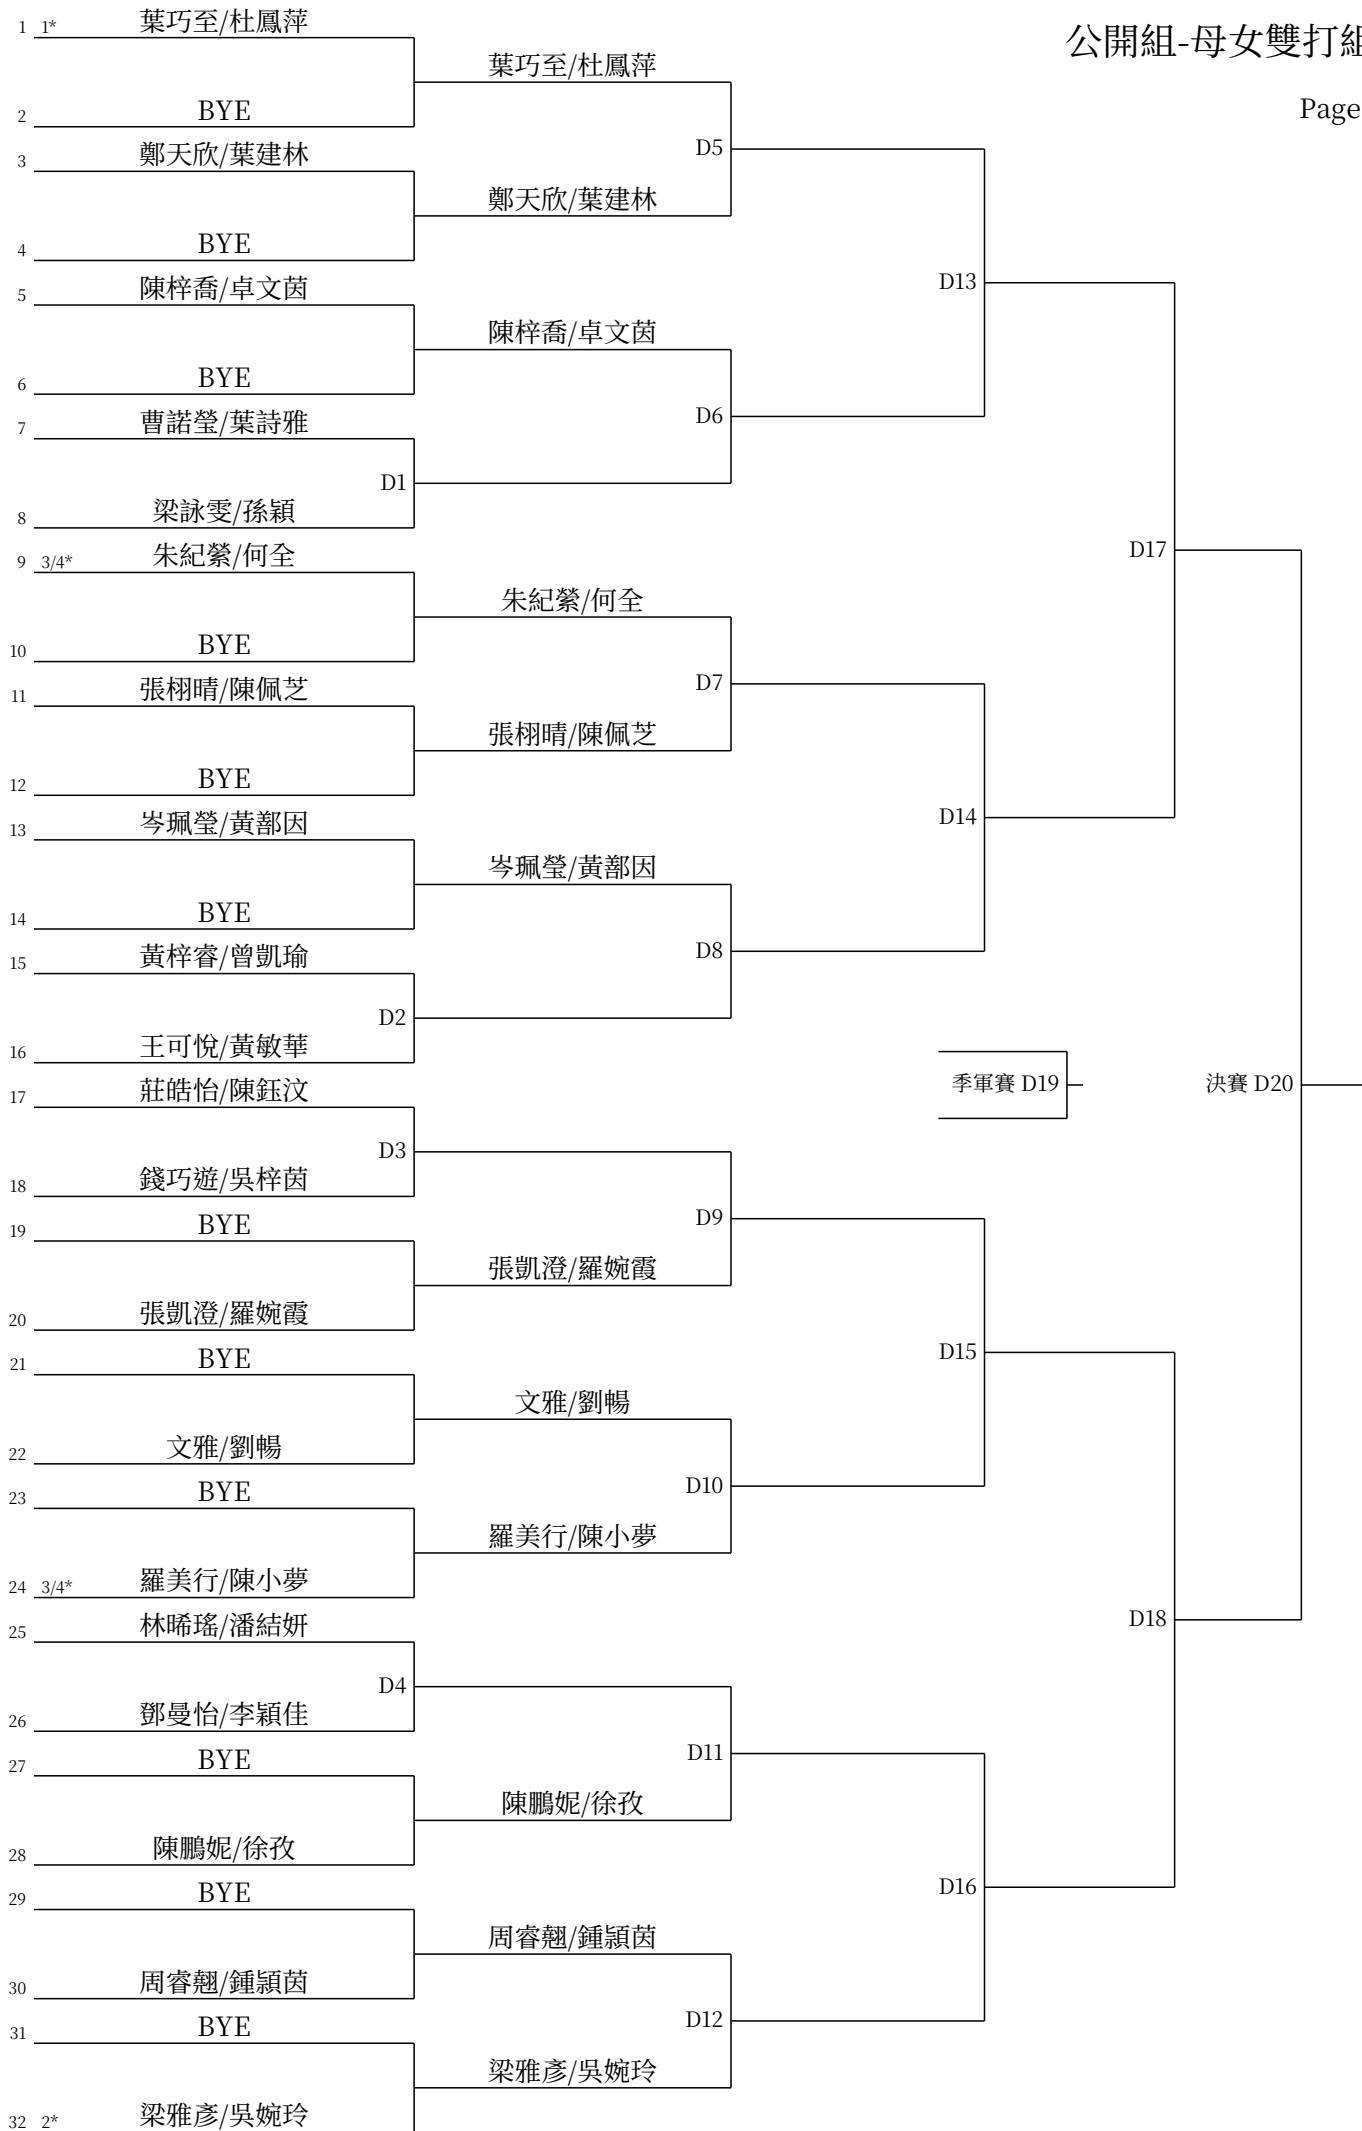 公開組-母女雙打組
Page
1 1* 葉巧至/杜鳳萍
葉巧至/杜鳳萍
2 BYE
D5
3 鄭天欣/葉建林
鄭天欣/葉建林
4 BYE
D13
5 陳梓喬/卓文茵
陳梓喬/卓文茵
6 BYE
D6
7 曹諾瑩/葉詩雅
D1
8 梁詠雯/孫穎
D17
9 3/4* 朱紀縈/何全
朱紀縈/何全
10 BYE
D7
11 張栩晴/陳佩芝
張栩晴/陳佩芝
12 BYE
D14
13 岑珮瑩/黃鄯因
岑珮瑩/黃鄯因
14 BYE
D8
15 黃梓睿/曾凱瑜
D2
16 王可悅/黃敏華
季軍賽 D19
決賽 D20
17 莊皓怡/陳鈺汶
D3
18 錢巧遊/吳梓茵
D9
19 BYE
張凱澄/羅婉霞
20 張凱澄/羅婉霞
D15
21 BYE
文雅/劉暢
22 文雅/劉暢
D10
23 BYE
羅美行/陳小夢
24 3/4* 羅美行/陳小夢
D18
25 林晞瑤/潘結妍
D4
26 鄧曼怡/李穎佳
D11
27 BYE
陳鵬妮/徐孜
28 陳鵬妮/徐孜
D16
29 BYE
周睿翹/鍾頴茵
30 周睿翹/鍾頴茵
D12
31 BYE
梁雅彥/吳婉玲
32 2* 梁雅彥/吳婉玲